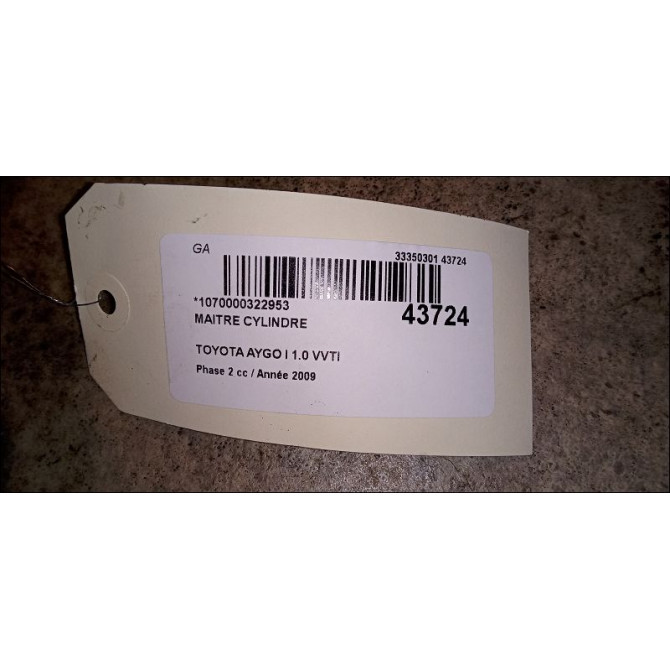 GA
33350301 43724
*1070000322953
43724
MAITRE CYLINDRE
TOYOTA AYGO I 1.0 VVTI
Phase 2 cc / Année 2009